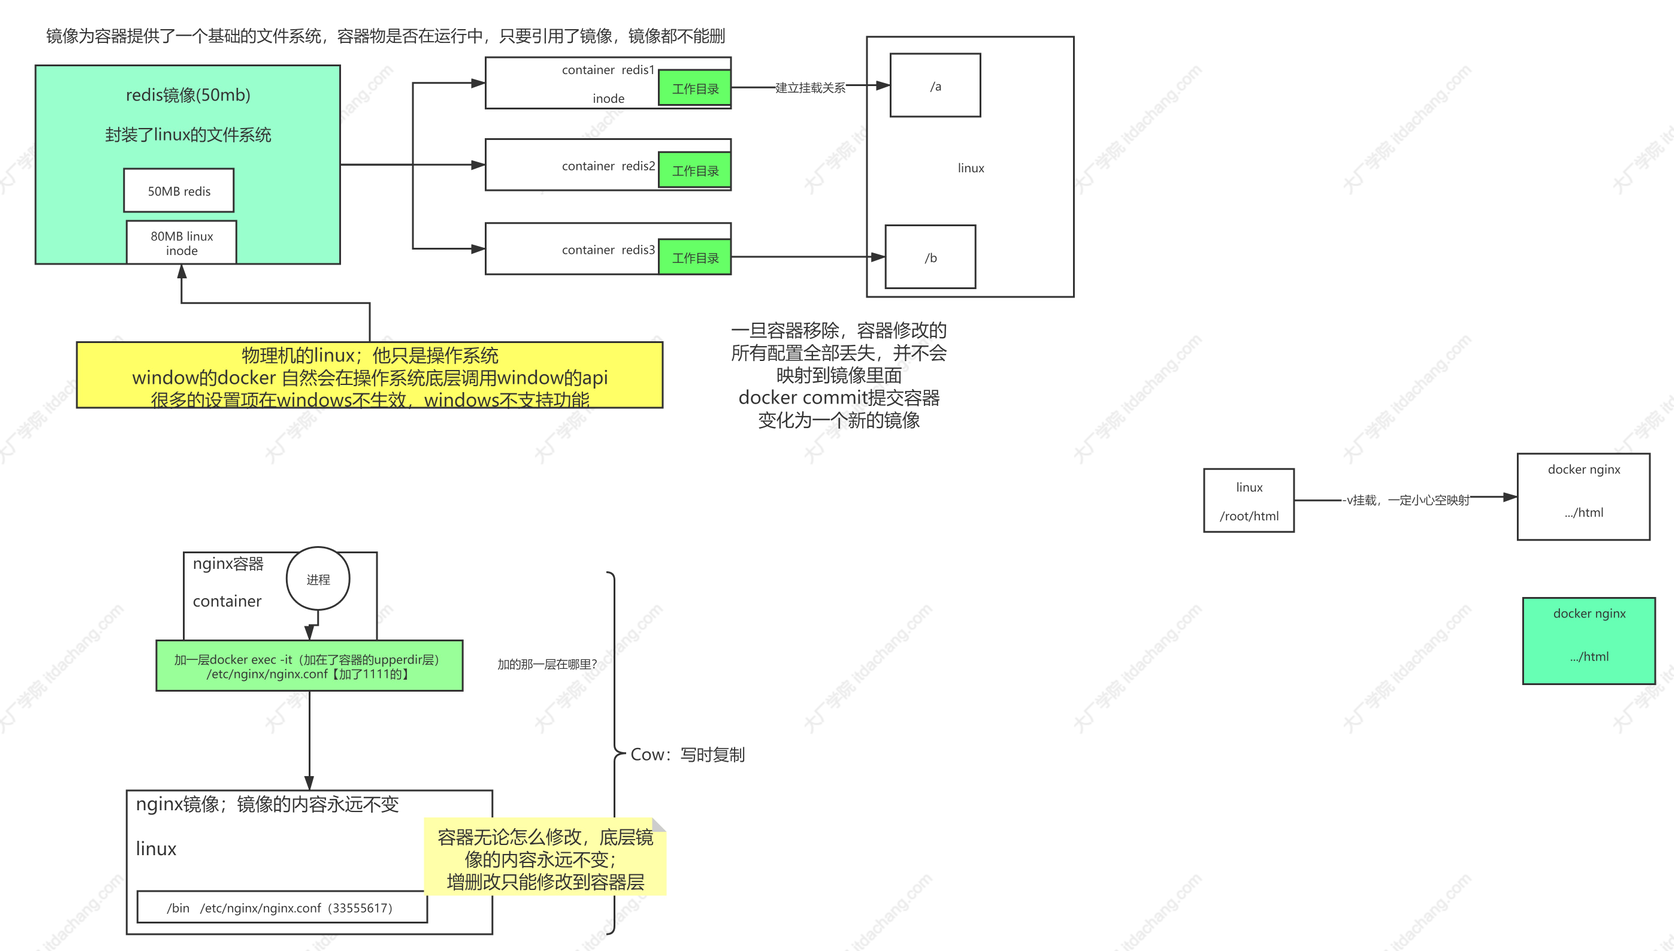 镜像为容器提供了一个基础的文件系统，容器物是否在运行中，只要引用了镜像，镜像都不能删
redis镜像(50mb)
封装了linux的文件系统
50MB redis
80MB linux
inode
container redis1
inode
工作目录
container redis2
工作目录
container redis3
工作目录
建立挂载关系
/a
linux
/b
物理机的linux；他只是操作系统
window的docker 自然会在操作系统底层调用window的api
很多的设置项在windows不生效，windows不支持功能
一旦容器移除，容器修改的
所有配置全部丢失，并不会
映射到镜像里面
docker commit提交容器
变化为一个新的镜像
linux
/root/html
-v挂载，一定小心空映射
docker nginx
.../html
docker nginx
.../html
nginx容器
container
进程
加一层docker exec -it（加在了容器的upperdir层）
/etc/nginx/nginx.conf【加了1111的】
加的那一层在哪里？
Cow：写时复制
nginx镜像；镜像的内容永远不变
linux
/bin /etc/nginx/nginx.conf（33555617）
容器无论怎么修改，底层镜
像的内容永远不变；
增删改只能修改到容器层
大厂学院 itdachang.com